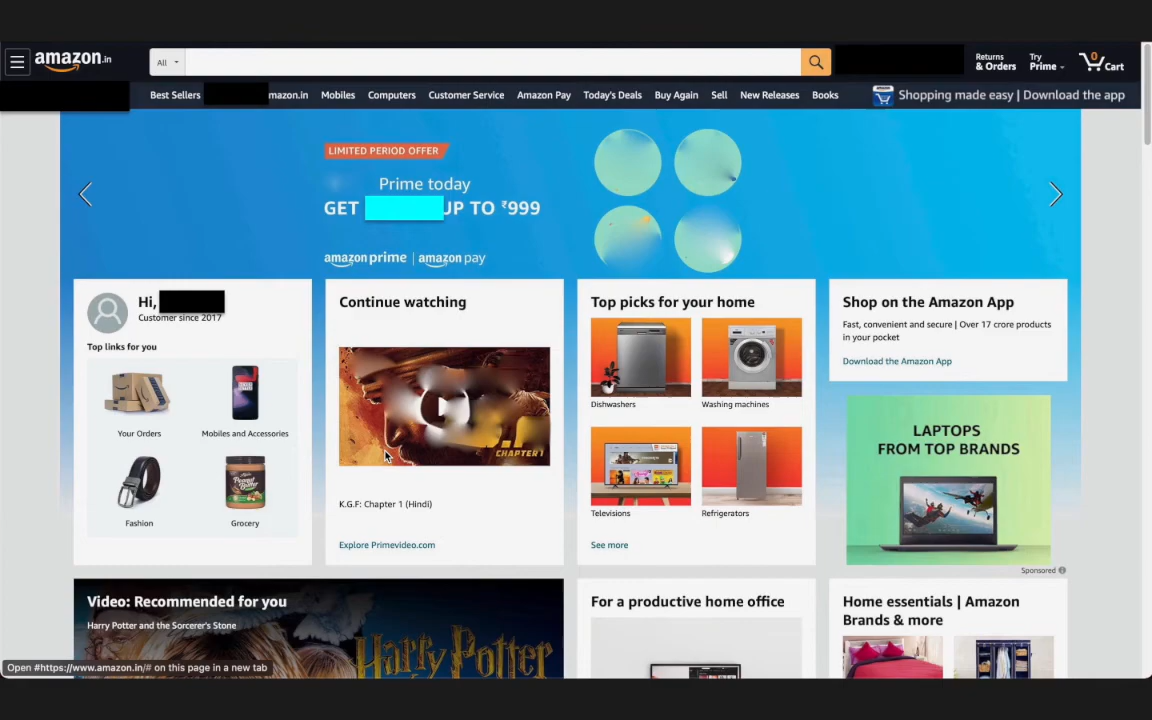 amazon.in
All
Returns
& Orders
Try
Prime
0
Cart
Best Sellers
mazon.in
Mobiles
Computers
Customer Service
Amazon Pay
Today's Deals
Buy Again
Sell
New Releases
Books
Shopping made easy | Download the app
LIMITED PERIOD OFFER
Prime today
GET
UP TO ₹999
amazon prime | amazon pay
Hi,
Customer since 2017
Top links for you
Your Orders
Mobiles and Accessories
Fashion
Grocery
Continue watching
CHAPTER 1
K.G.F: Chapter 1 (Hindi)
Explore Primevideo.com
Top picks for your home
Dishwashers
Washing machines
Televisions
Refrigerators
See more
Shop on the Amazon App
Fast, convenient and secure | Over 17 crore products
in your pocket
Download the Amazon App
LAPTOPS
FROM TOP BRANDS
Sponsored
Video: Recommended for you
Harry Potter and the Sorcerer's Stone
Harry Potter
For a productive home office
Home essentials | Amazon
Brands & more
Open #https://www.amazon.in/# on this page in a new tab